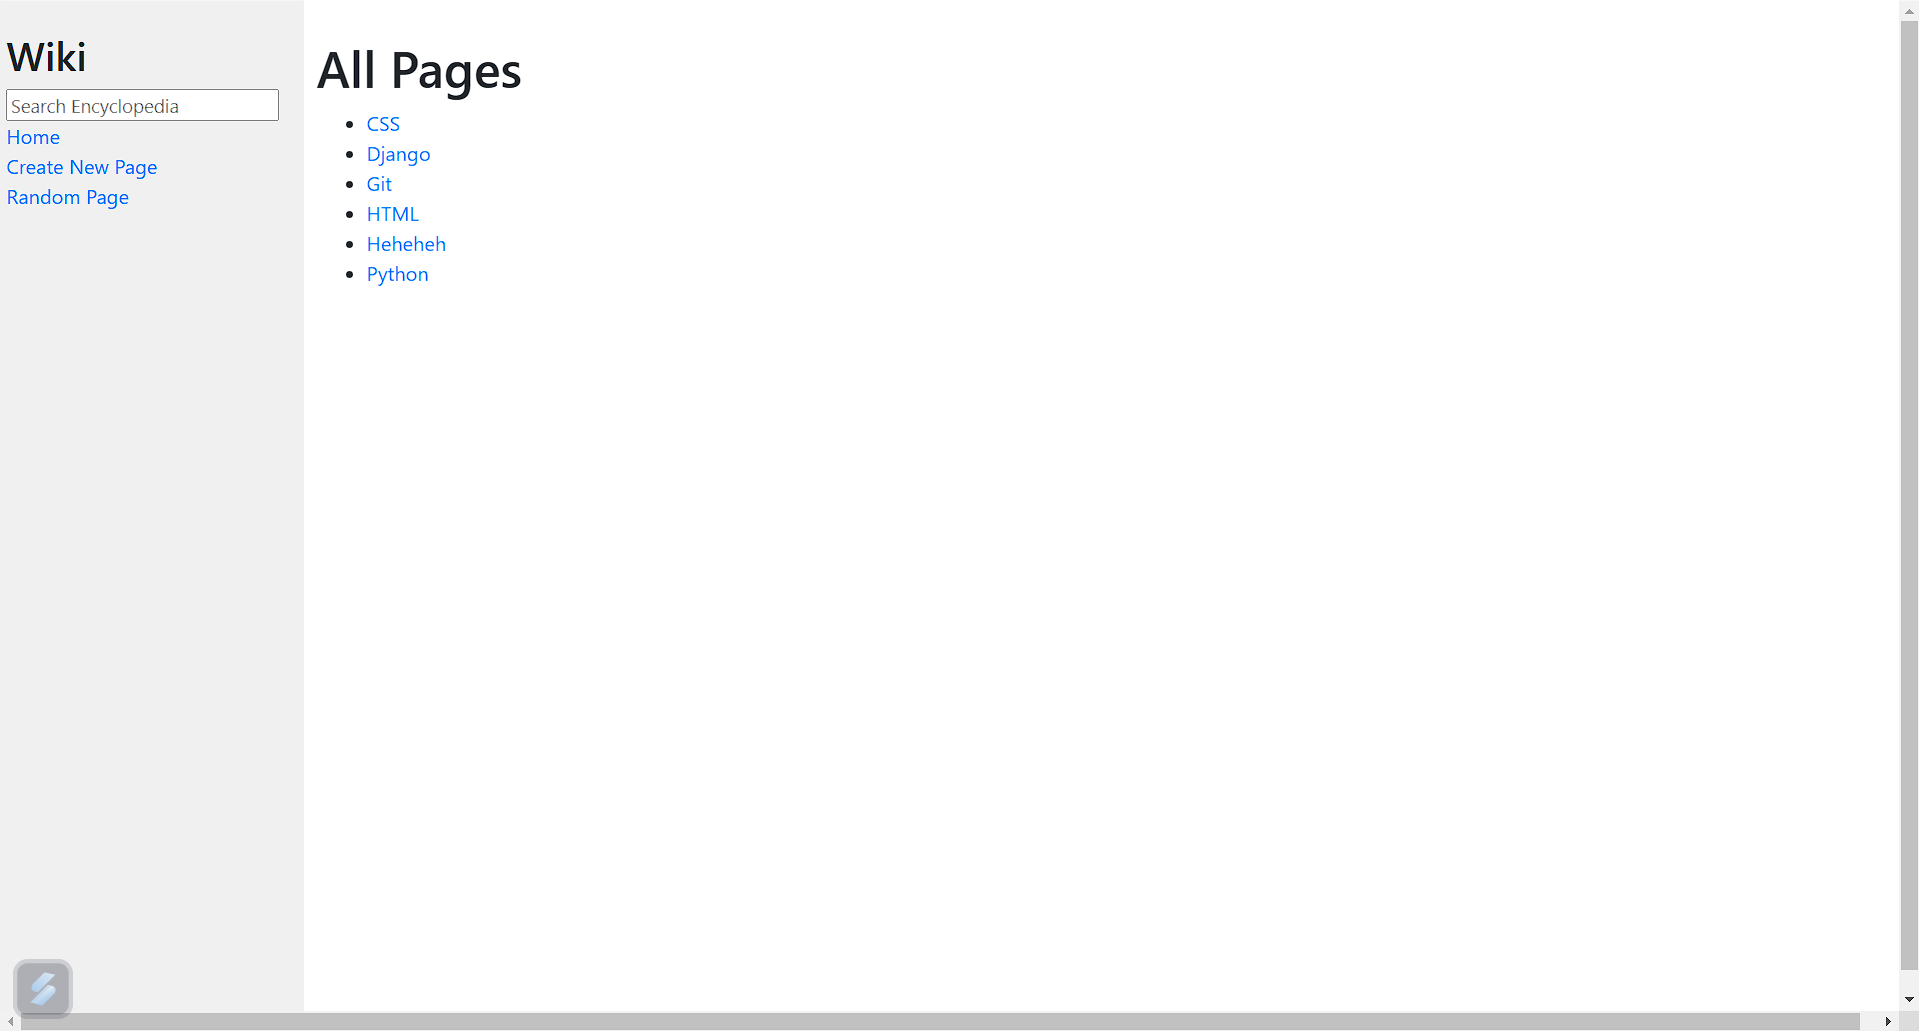 Wiki
Search Encyclopedia
Home
Create New Page
Random Page
All Pages
CSS
Django
Git
HTML
Heheheh
Python